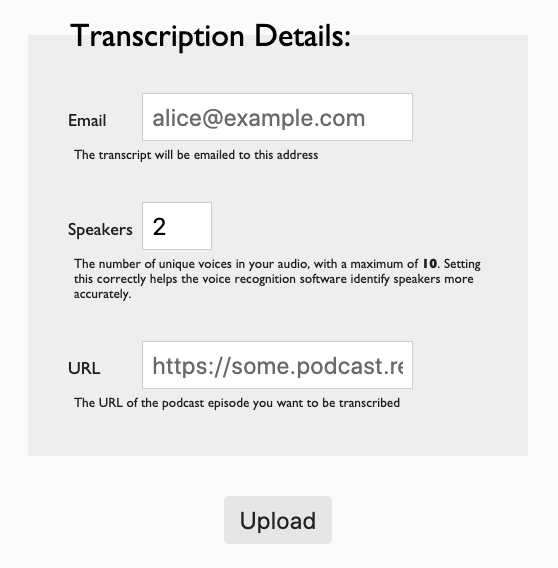 Transcription Details:
Email
alice@example.com
The transcript will be emailed to this address
Speakers
2
The number of unique voices in your audio, with a maximum of 10. Setting
this correctly helps the voice recognition software identify speakers more
accurately.
URL
https://some.podcast.re
The URL of the podcast episode you want to be transcribed
Upload